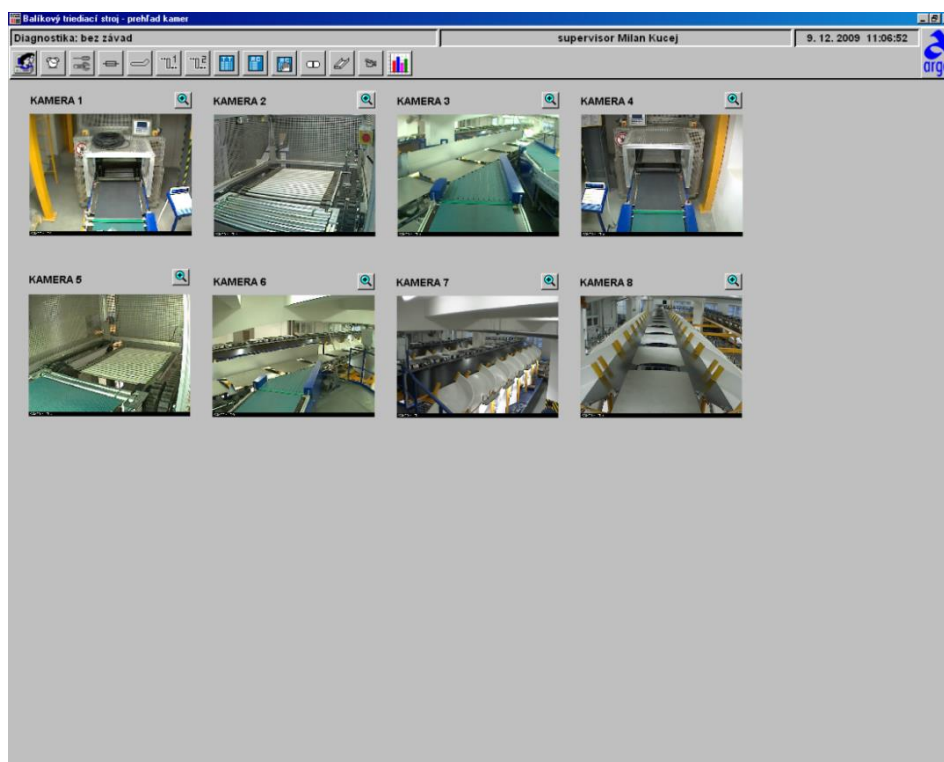 Balíkový triediací stroj - prehľad kamer
Diagnostika: bez závad
supervisor Milan Kucej
9. 12. 2009 11:06:52
KAMERA 1
KAMERA 2
KAMERA 3
KAMERA 4
KAMERA 5
KAMERA 6
KAMERA 7
KAMERA 8